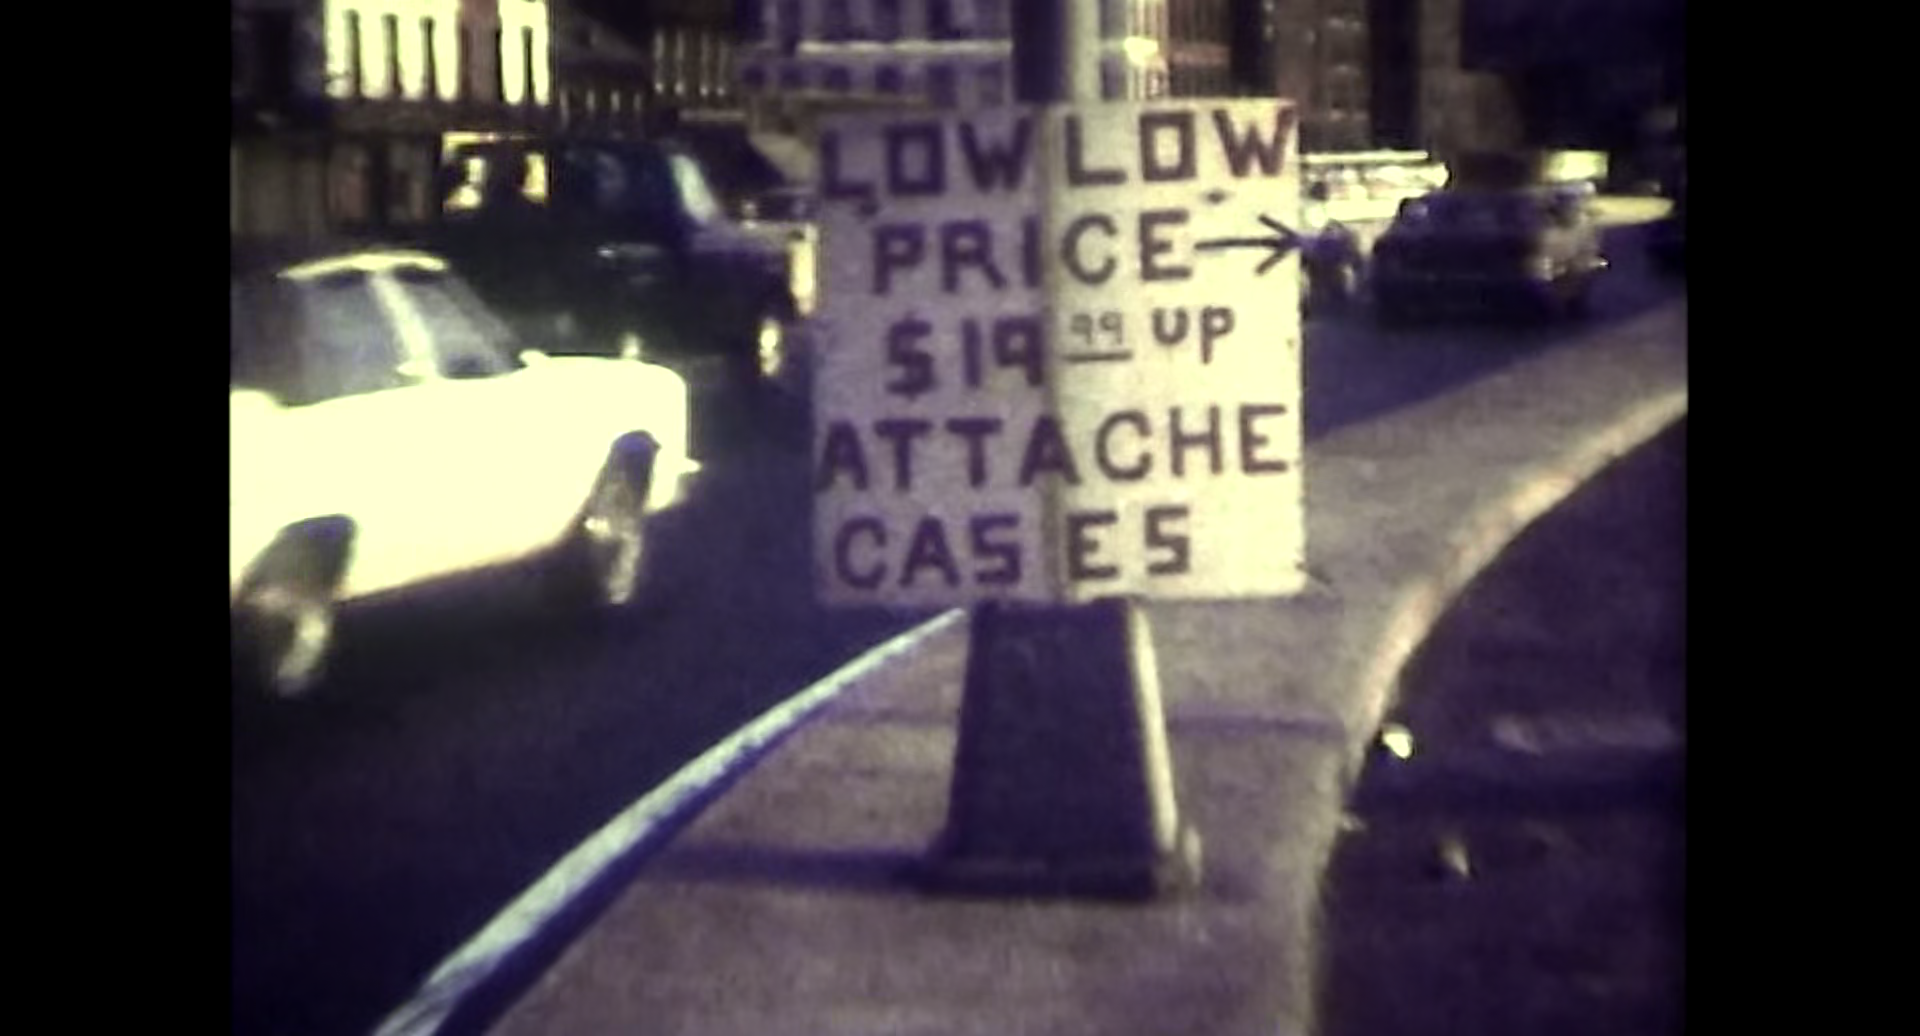 LOW LOW
PRICE→
$19 99 UP
ATTACHE
CASES